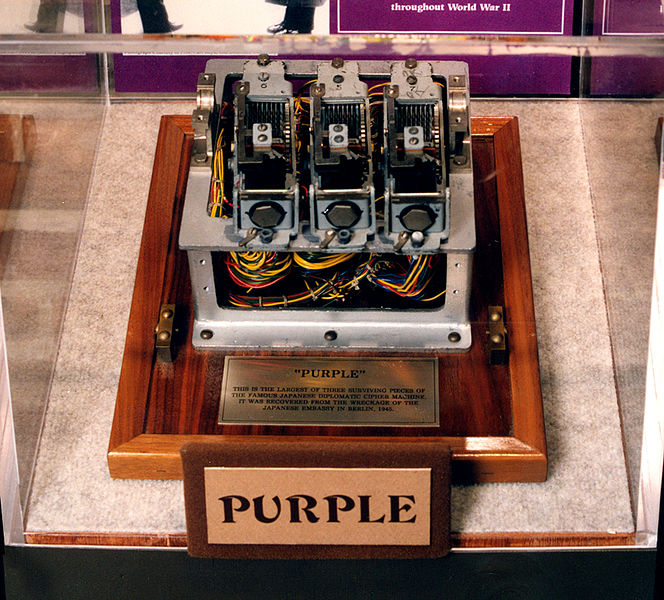 throughout World War II
"PURPLE"
THIS IS THE LARGEST OF THREE SURVIVING PIECES OF
THE FAMOUS JAPANESE DIPLOMATIC CIPHER MACHINE.
IT WAS RECOVERED FROM THE WRECKAGE OF THE
JAPANESE EMBASSY IN BERLIN, 1945.
PURPLE